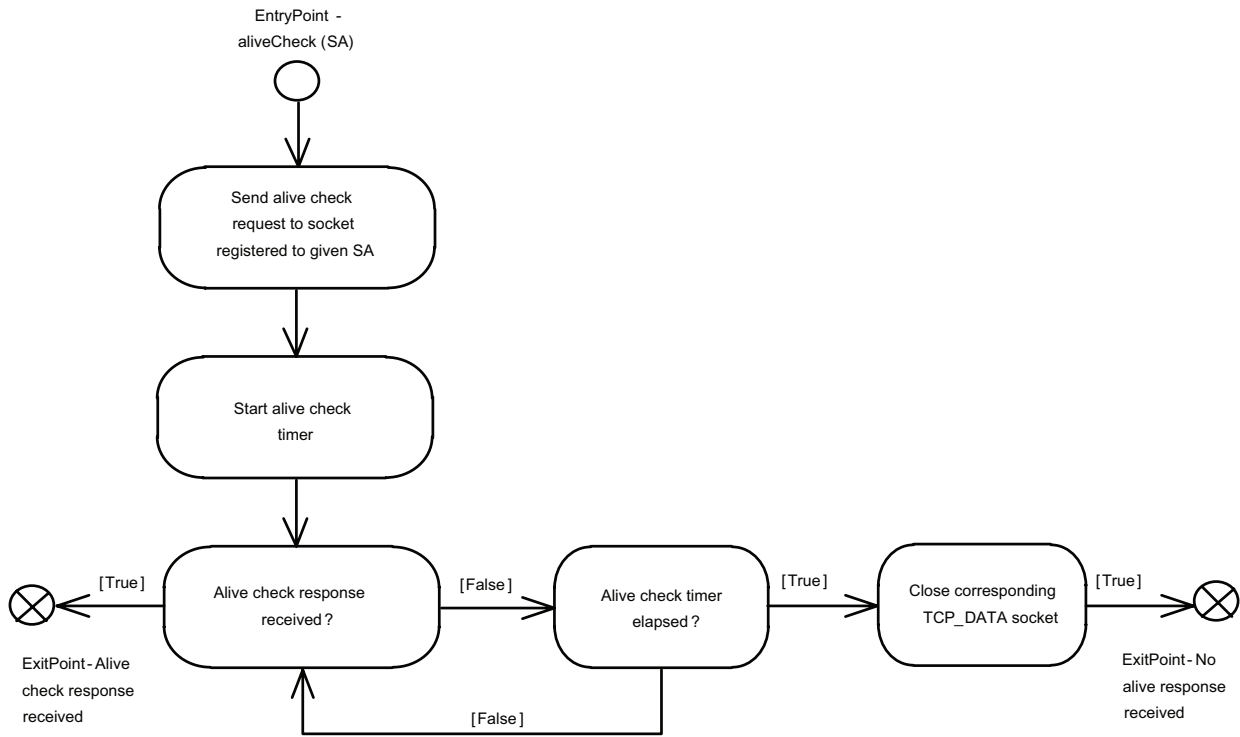 EntryPoint -
aliveCheck (SA)
Send alive check
request to socket
registered to given SA
Start alive check
timer
[True]
Alive check response
received?
[False]
Alive check timer
elapsed?
[True]
Close corresponding
TCP_DATA socket
[True]
ExitPoint-Alive
check response
received
[False]
ExitPoint-No
alive response
received